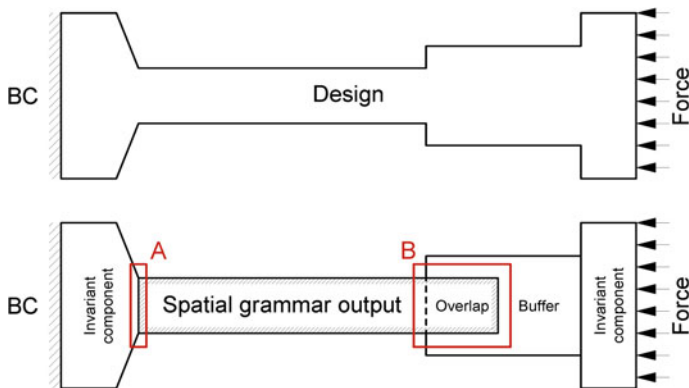 BC
Design
Force
A
B
BC
Invariant
component
Spatial grammar output
Overlap
Buffer
Invariant
component
Force